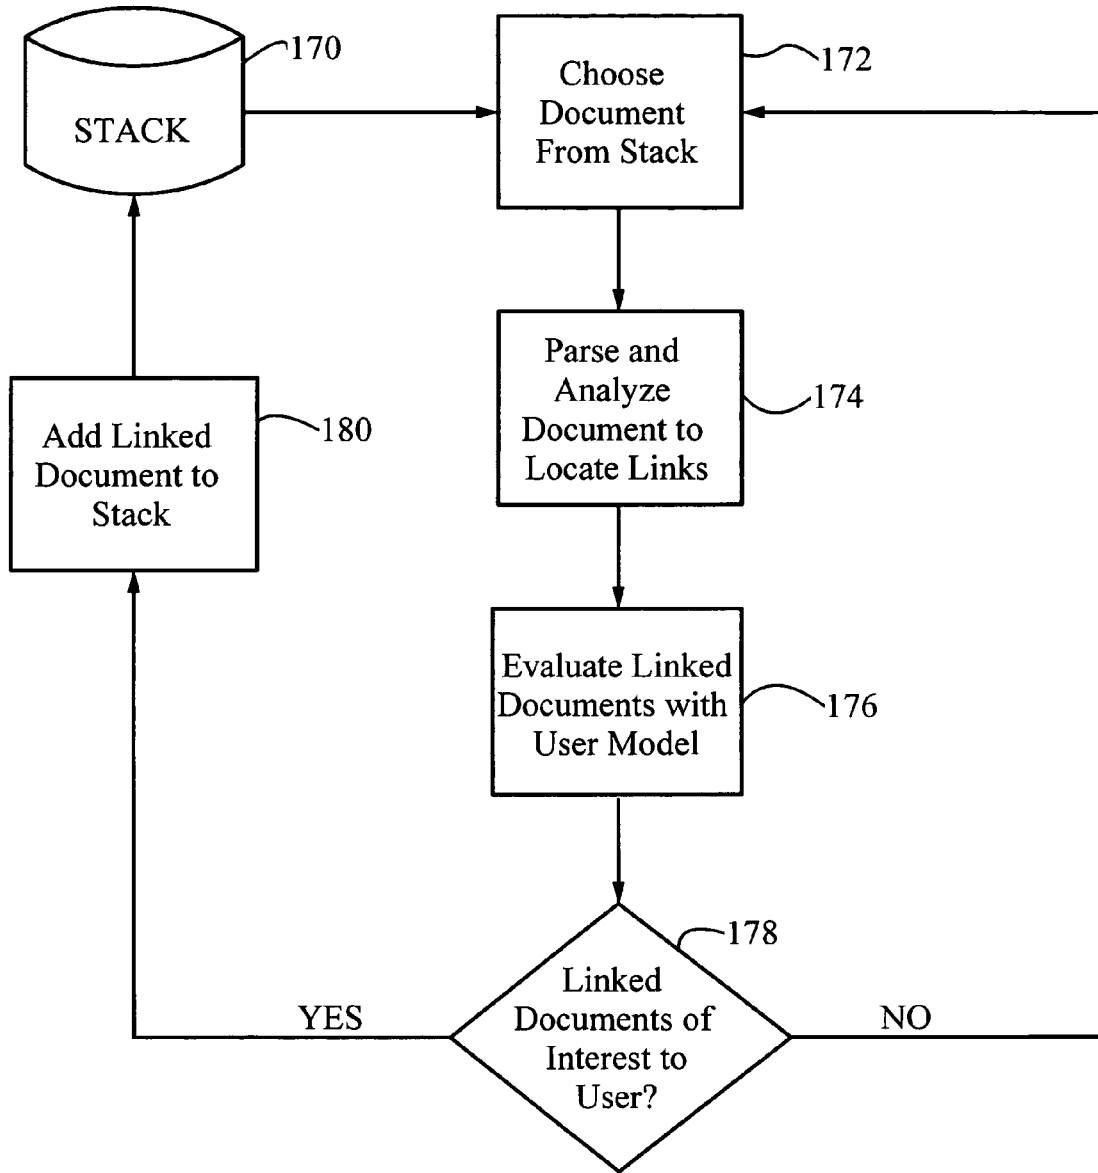 170
STACK
Choose
Document
From Stack
172
Parse and
Analyze
Document to
Locate Links
174
Add Linked
Document to
Stack
180
Evaluate Linked
Documents with
User Model
176
Linked
Documents of
Interest to
User?
178
YES
NO